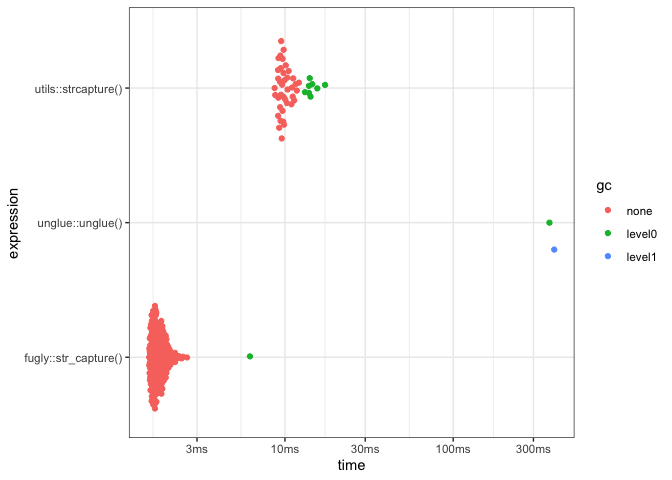 utils::strcapture()
unglue::unglue()
fugly::str_capture()
expression
3ms
10ms
30ms
100ms
300ms
time
gc
none
level0
level1